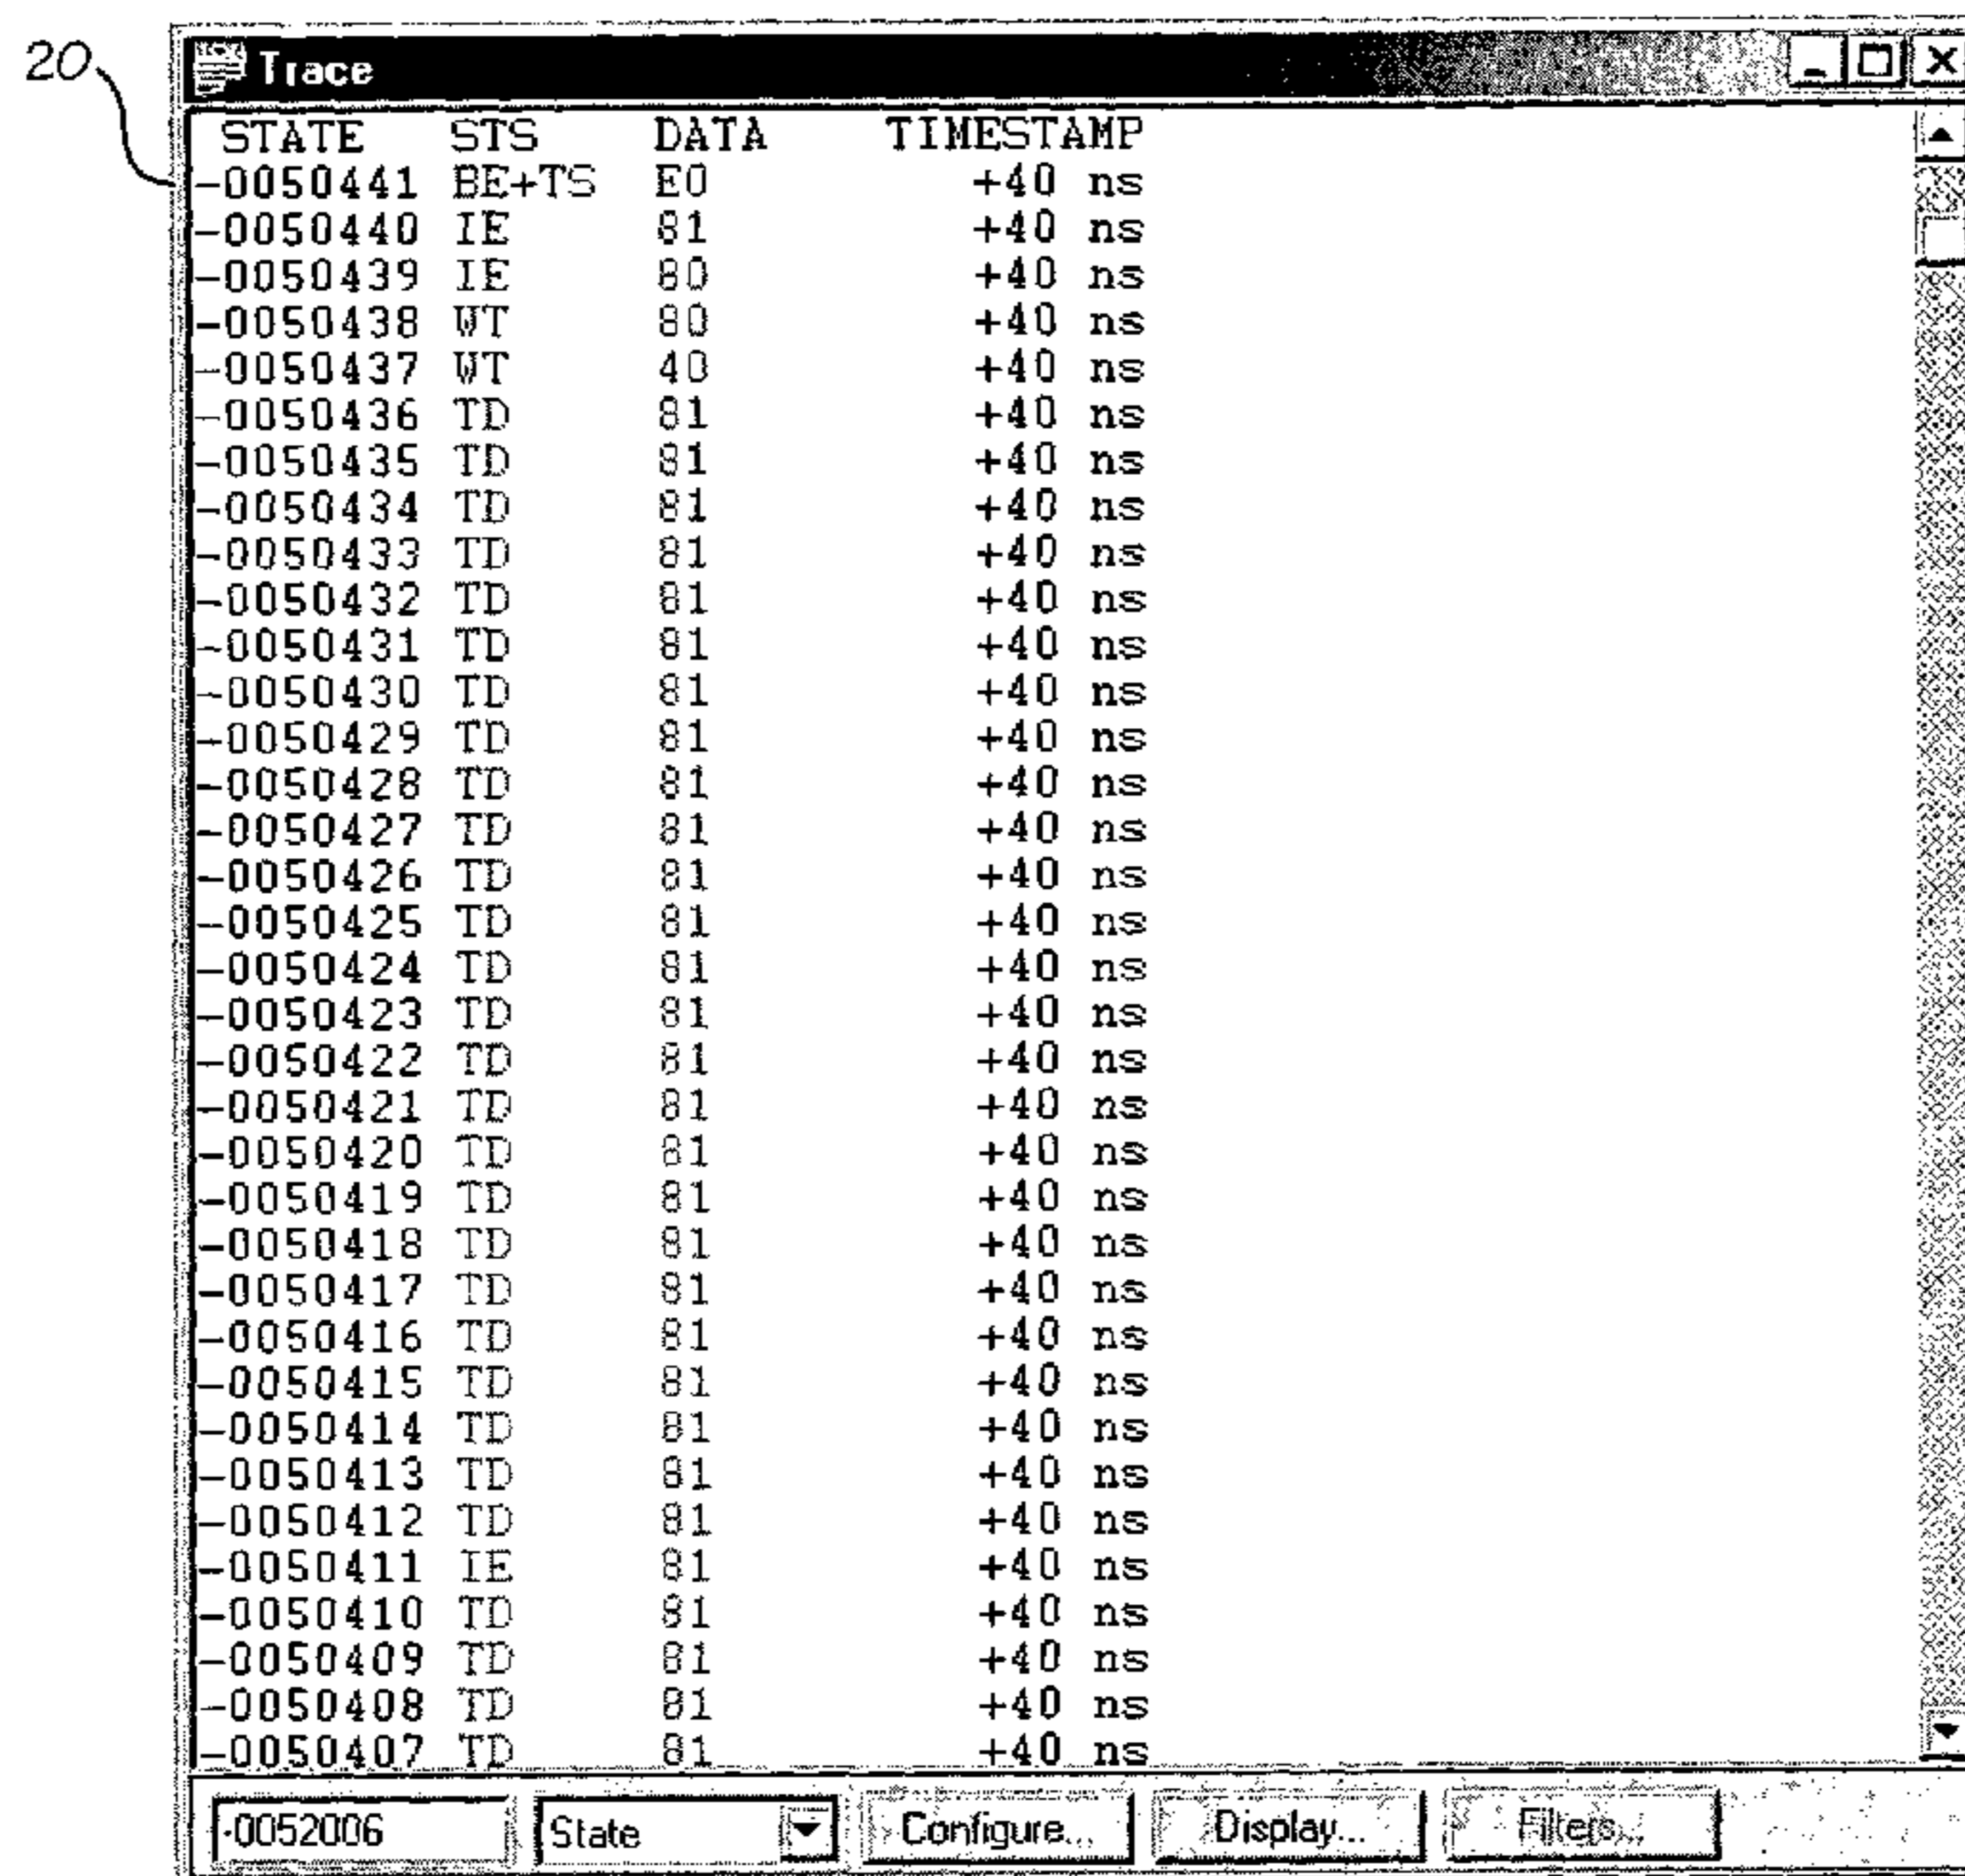 20
Trace
STATE STS DATA TIMESTAMP
-0050441 BE+TS E0 +40 ns
-0050440 IE 81 +40 ns
-0050439 IE 80 +40 ns
-0050438 WT 80 +40 ns
-0050437 WT 40 +40 ns
-0050436 TD 81 +40 ns
-0050435 TD 81 +40 ns
-0050434 TD 81 +40 ns
-0050433 TD 81 +40 ns
-0050432 TD 81 +40 ns
-0050431 TD 81 +40 ns
-0050430 TD 81 +40 ns
-0050429 TD 81 +40 ns
-0050428 TD 81 +40 ns
-0050427 TD 81 +40 ns
-0050426 TD 81 +40 ns
-0050425 TD 81 +40 ns
-0050424 TD 81 +40 ns
-0050423 TD 81 +40 ns
-0050422 TD 81 +40 ns
-0050421 TD 81 +40 ns
-0050420 TD 81 +40 ns
-0050419 TD 81 +40 ns
-0050418 TD 81 +40 ns
-0050417 TD 81 +40 ns
-0050416 TD 81 +40 ns
-0050415 TD 81 +40 ns
-0050414 TD 81 +40 ns
-0050413 TD 81 +40 ns
-0050412 TD 81 +40 ns
-0050411 IE 81 +40 ns
-0050410 TD 81 +40 ns
-0050409 TD 81 +40 ns
-0050408 TD 81 +40 ns
-0050407 TD 81 +40 ns
-0052006 State Configure... Display... Filters...